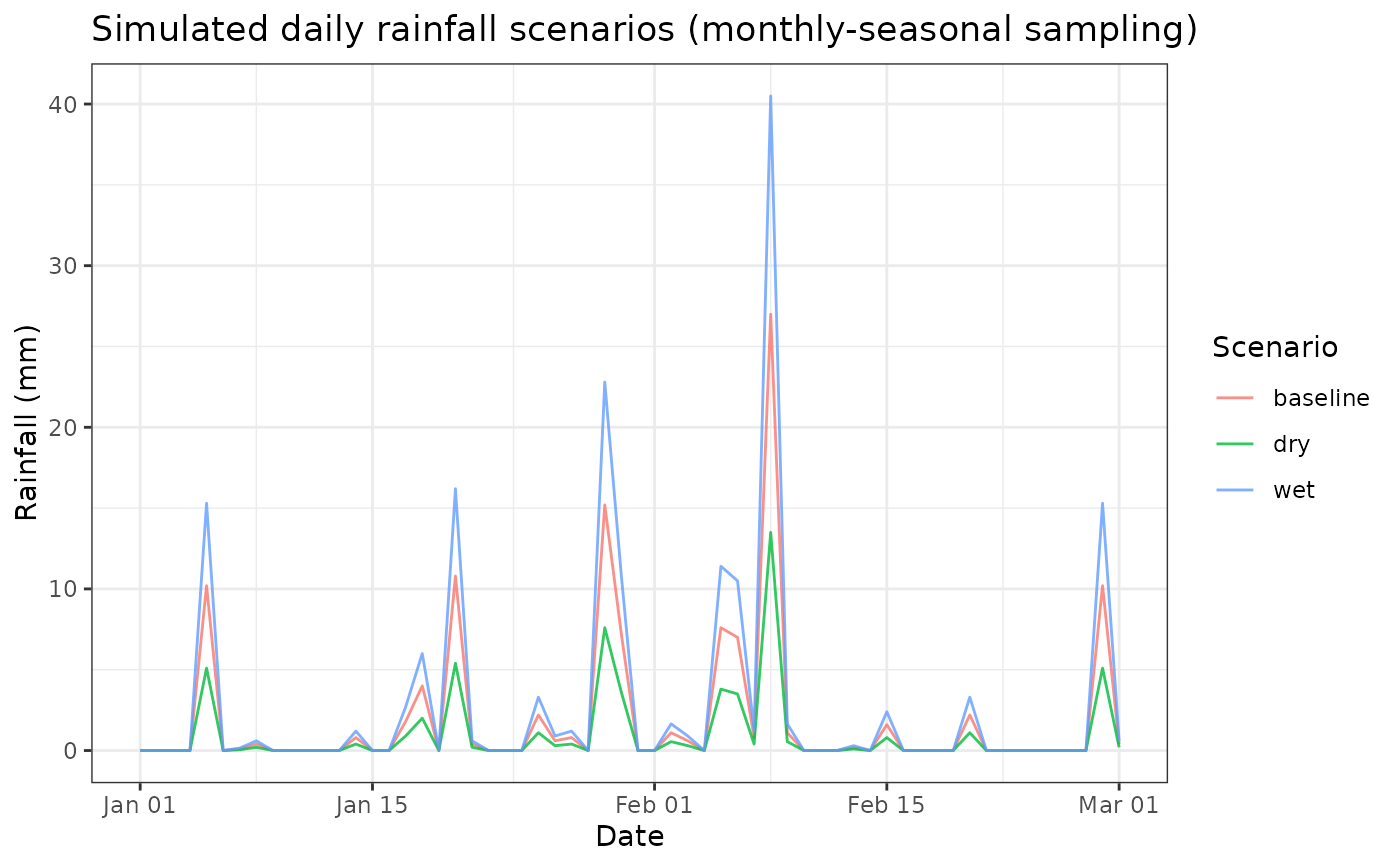 Simulated daily rainfall scenarios (monthly-seasonal sampling)
40
30
20
10
0
Rainfall (mm)
Jan 01
Jan 15
Feb 01
Feb 15
Mar 01
Date
Scenario
baseline
dry
wet